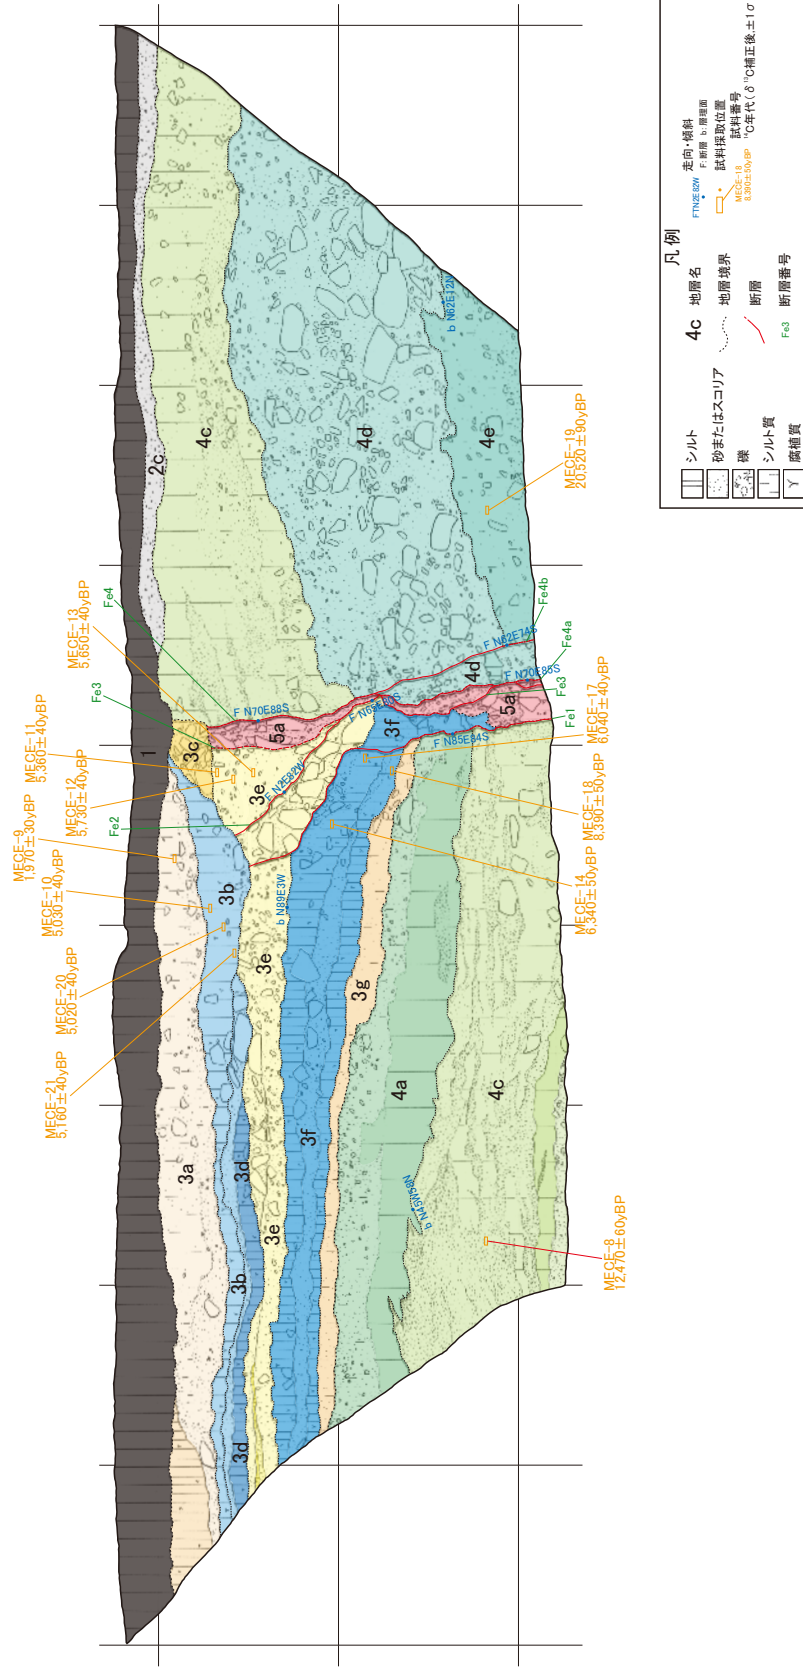 MECE-9
1,970±30yBP
MECE-10
5,030±40yBP
MECE-20
5,020±40yBP
MECE-21
5,160±40yBP
MECE-11
5,360±40yBP
MECE-12
5,730±40yBP
MECE-13
5,650±40yBP
Fe2
Fe3
Fe4
1
2c
3a
3b
3b
3c
3d
3d
3e
3e
3e
3f
3f
3g
4a
4c
4c
4d
4d
4e
5a
5a
F N70E88S
F N2E82W
b N89E3W
F N85E84S
F N70E85S
F N62E74S
b N62E12N
b N45W58N
Fe4b
Fe4a
Fe3
Fe1
MECE-19
20,520±90yBP
MECE-17
6,040±40yBP
MECE-18
8,390±50yBP
MECE-14
6,340±50yBP
MECE-8
12,470±60yBP
凡例
シルト
砂またはスコリア
礫
シルト質
腐植質
4c 地層名
地層境界
断層
Fe3 断層番号
FTN2E82W 走向・傾斜
F: 断層 b: 層理面
試料採取位置
MECE-18 試料番号
8,390±50yBP ¹⁴C年代(δ¹³C補正後,±1σ